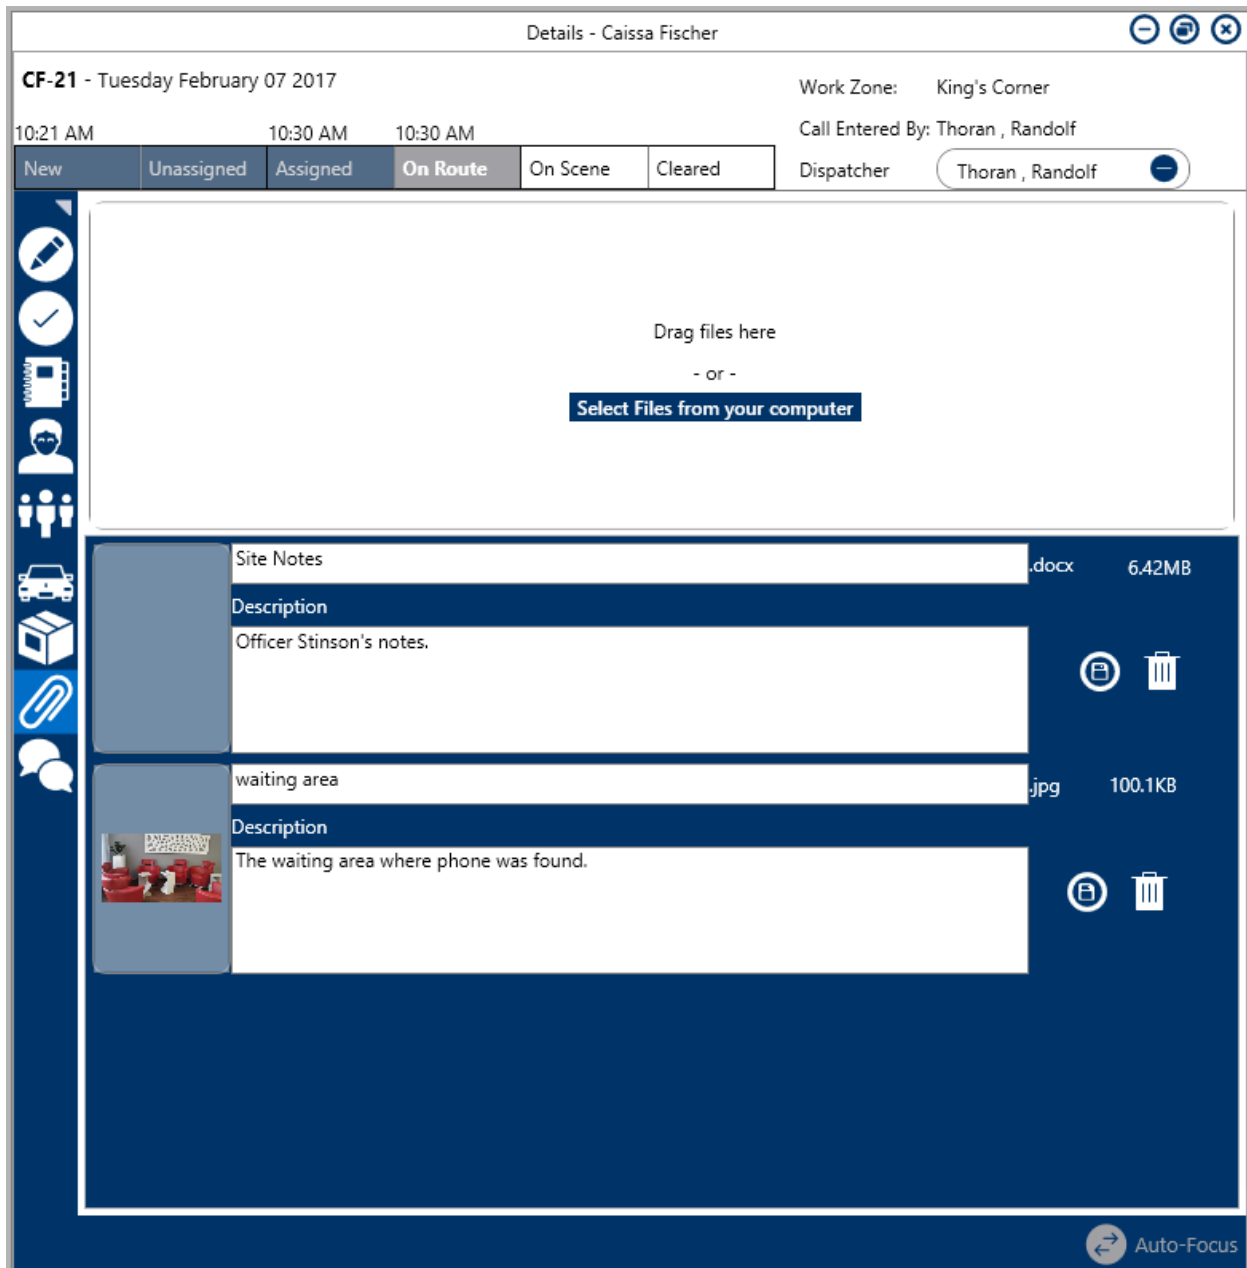 Details - Caissa Fischer
CF-21 - Tuesday February 07 2017
Work Zone: King's Corner
10:21 AM 10:30 AM 10:30 AM
Call Entered By: Thoran , Randolf
New Unassigned Assigned On Route On Scene Cleared
Dispatcher Thoran , Randolf
Drag files here
- or -
Select Files from your computer
Site Notes .docx 6.42MB
Description
Officer Stinson's notes.
waiting area .jpg 100.1KB
Description
The waiting area where phone was found.
Auto-Focus